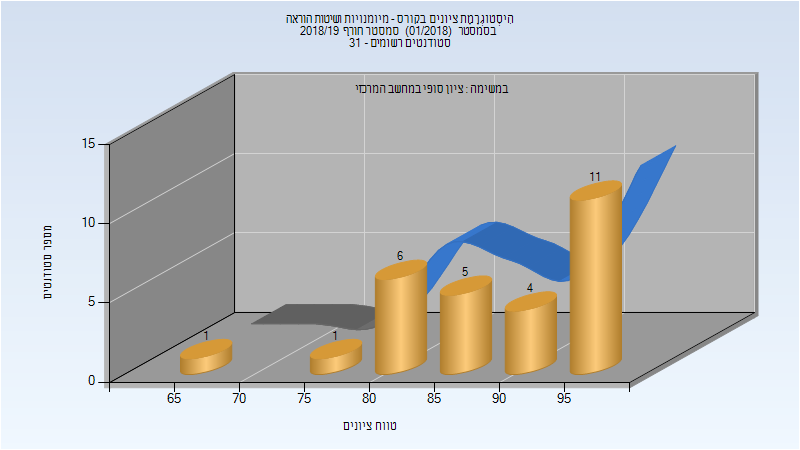 היסטוגרמת ציונים בקורס - מיומנויות ושיטות הוראה
בסמסטר (01/2018) סמסטר חורף 2018/19
סטודנטים רשומים - 31
במשימה : ציון סופי במחשב המרכזי
15
10
5
0
מספר סטודנטים
1
1
6
5
4
11
65
70
75
80
85
90
95
טווח ציונים